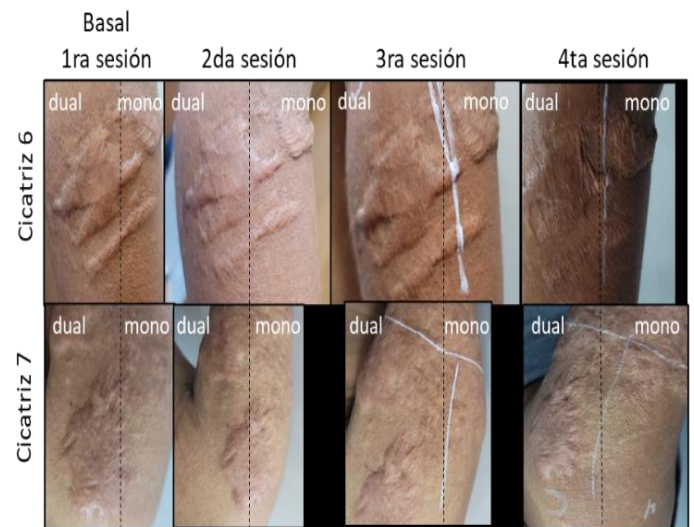 Basal
1ra sesión 2da sesión 3ra sesión 4ta sesión
Cicatriz 6
dual mono dual mono dual mono dual mono
Cicatriz 7
dual mono dual mono dual mono dual mono